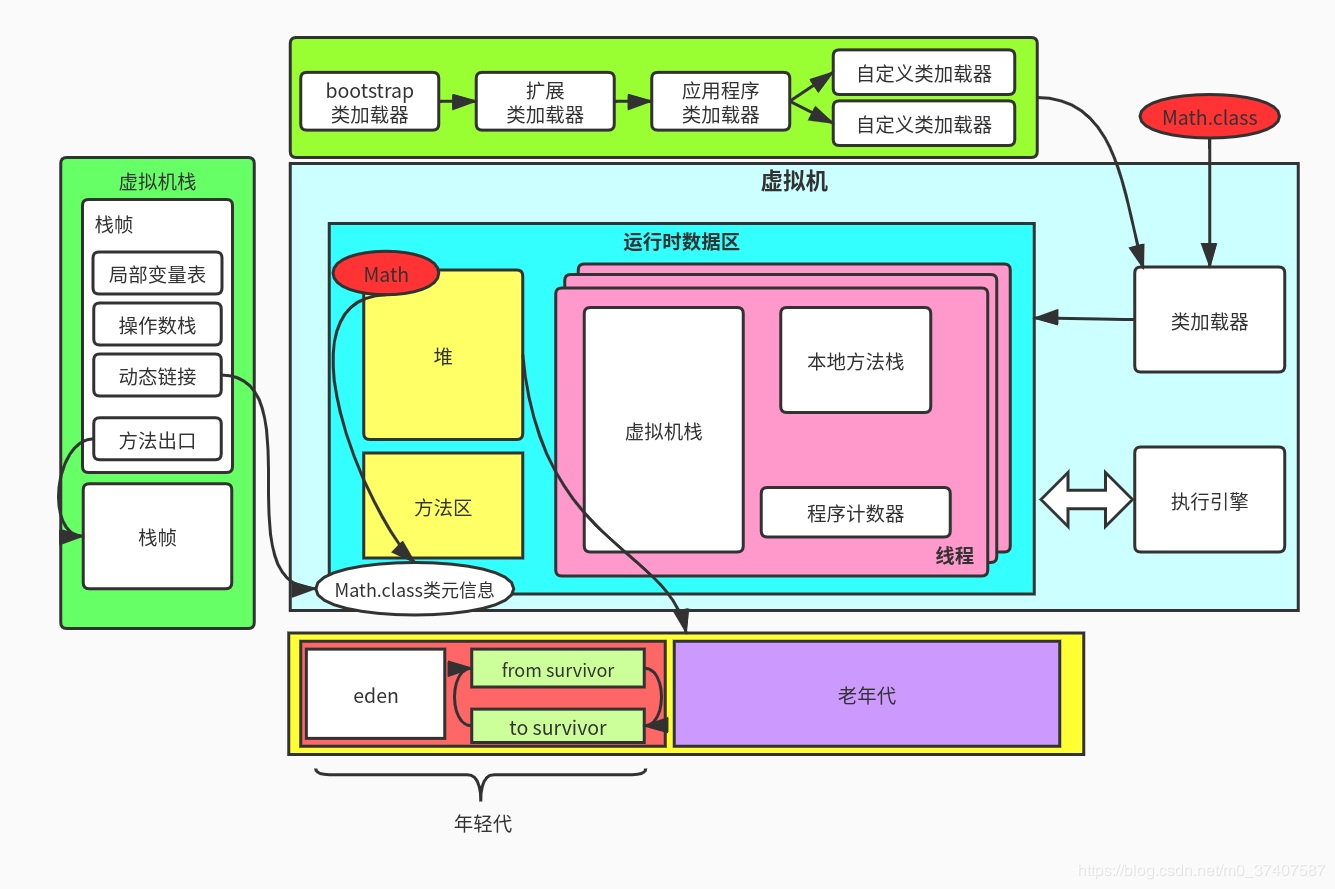 bootstrap
类加载器
扩展
类加载器
应用程序
类加载器
自定义类加载器
自定义类加载器
Math.class
虚拟机栈
栈帧
局部变量表
操作数栈
动态链接
方法出口
栈帧
虚拟机
运行时数据区
Math
堆
方法区
Math.class类元信息
虚拟机栈
本地方法栈
程序计数器
线程
类加载器
执行引擎
eden
from survivor
to survivor
老年代
年轻代
https://blog.csdn.net/m0_37407587